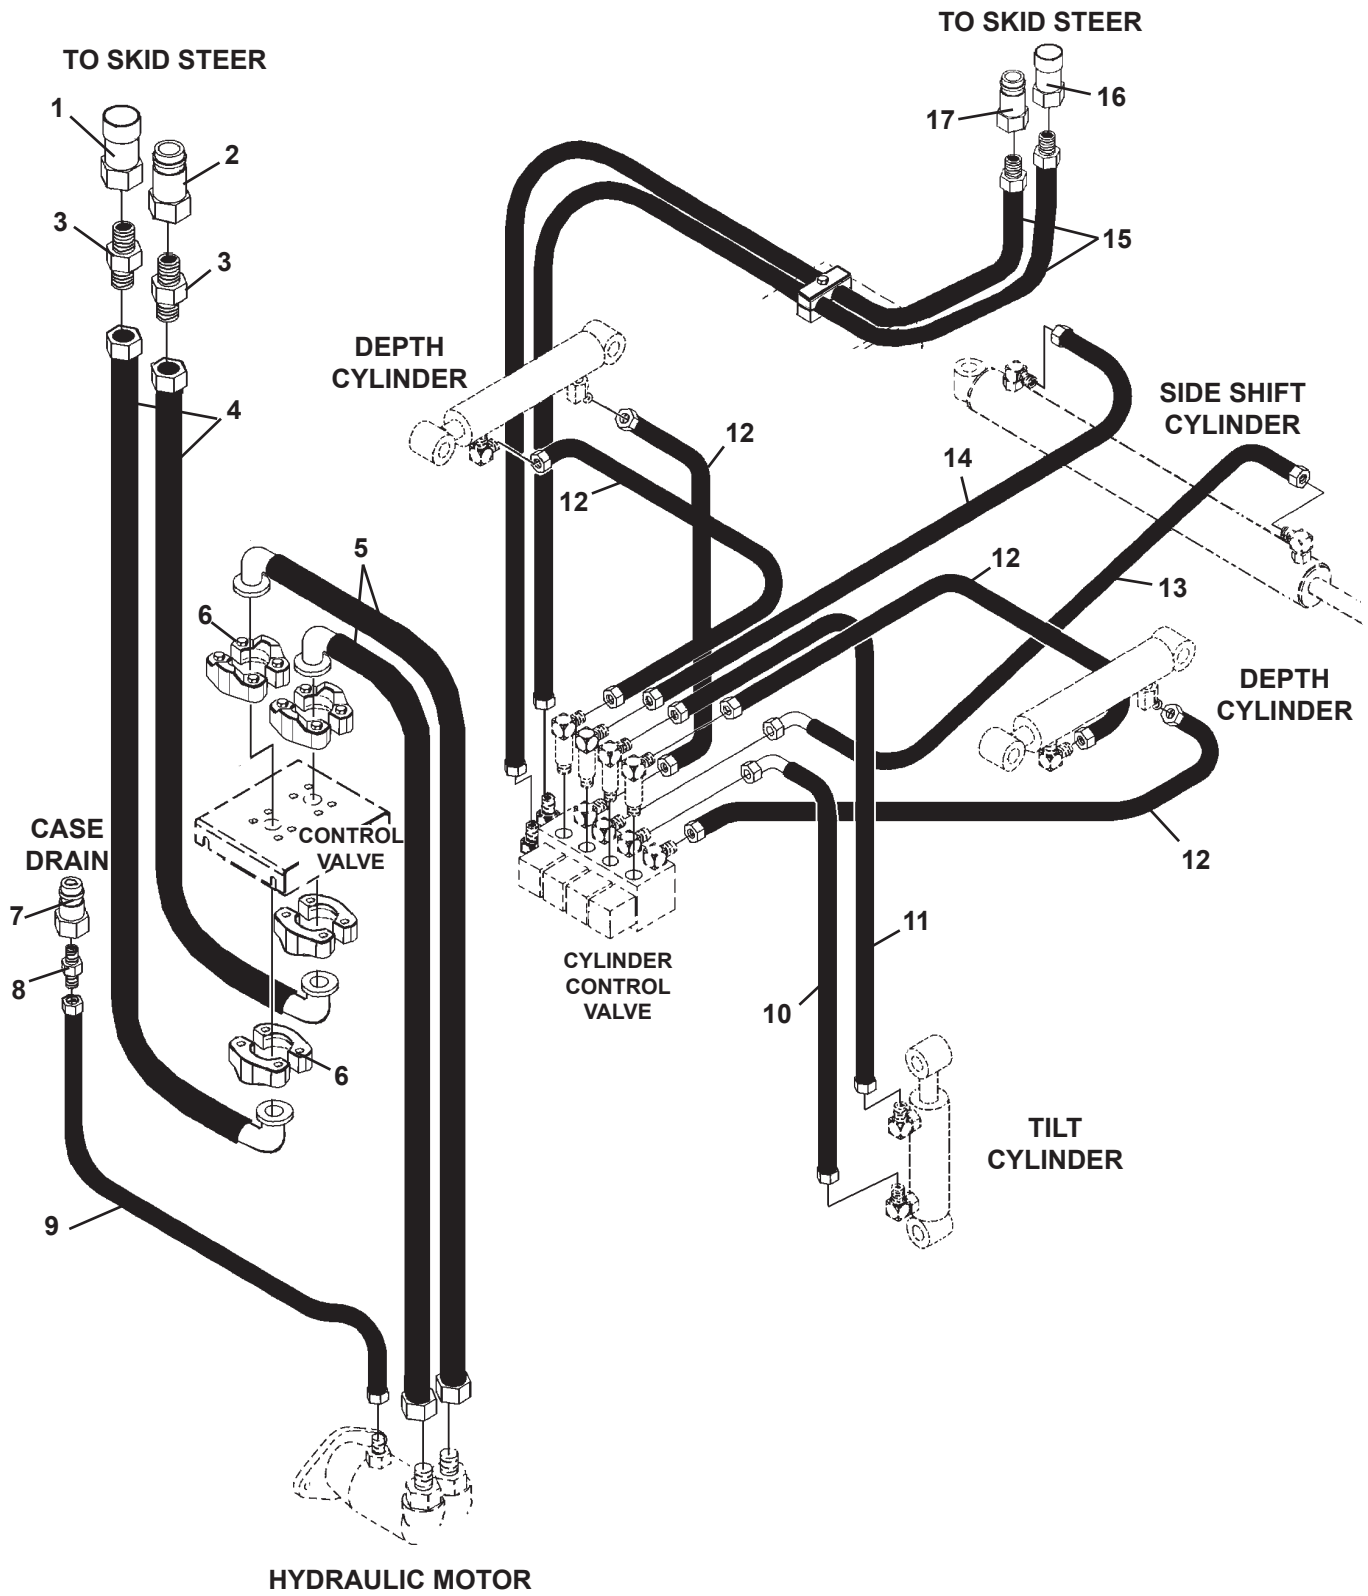 TO SKID STEER
TO SKID STEER
1
2
3
3
16
17
15
4
DEPTH
CYLINDER
SIDE SHIFT
CYLINDER
12
12
14
5
12
13
6
DEPTH
CYLINDER
CASE
DRAIN
CONTROL
VALVE
12
7
8
11
CYLINDER
CONTROL
VALVE
10
6
TILT
CYLINDER
9
HYDRAULIC MOTOR